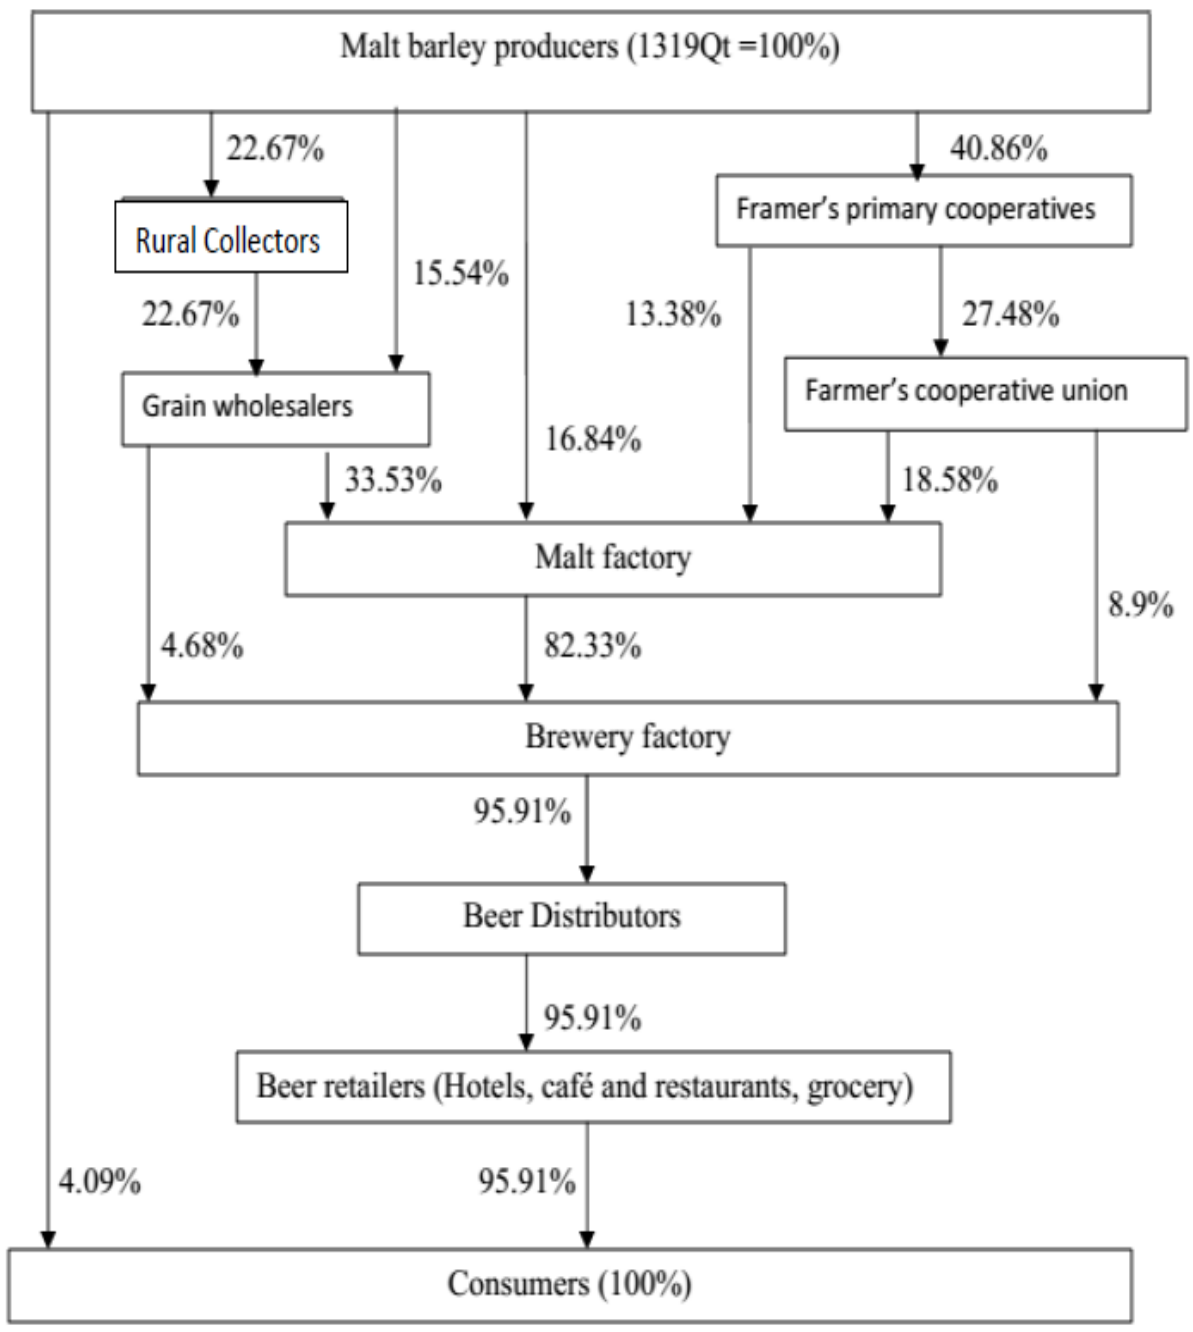 Malt barley producers (1319Qt =100%)
22.67%
40.86%
Framer's primary cooperatives
Rural Collectors
15.54%
22.67%
13.38%
27.48%
Farmer's cooperative union
Grain wholesalers
16.84%
33.53%
18.58%
Malt factory
8.9%
4.68%
82.33%
Brewery factory
95.91%
Beer Distributors
95.91%
Beer retailers (Hotels, café and restaurants, grocery)
4.09%
95.91%
Consumers (100%)